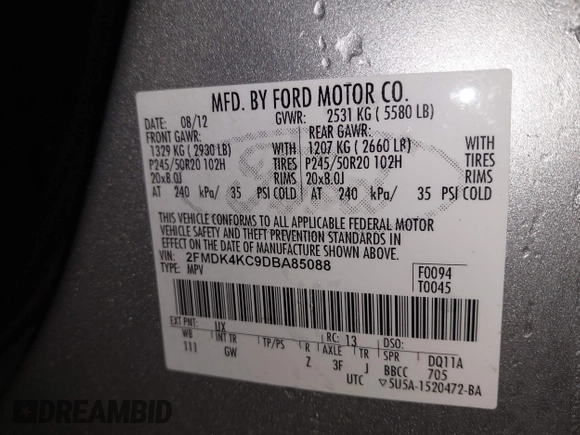 MFD. BY FORD MOTOR CO.
DATE: 08/12 GVWR: 2531 KG ( 5580 LB)
FRONT GAWR: REAR GAWR:
1329 KG ( 2930 LB) WITH 1207 KG ( 2660 LR) WITH
P245/50R20 102H TIRES P245/50R20 102H TIRES
20x8.0J RIMS 20x8.0J RIMS
AT 240 kPa/ 35 PSI COLD AT 240 kPa/ 35 PSI COLD
THIS VEHICLE CONFORMS TO ALL APPLICABLE FEDERAL MOTOR
VEHICLE SAFETY AND THEFT PREVENTION STANDARDS IN
EFFECT ON THE DATE OF MANUFACTURE SHOWN ABOVE.
VIN: 2FMDK4KC9DBA85088 F0094
TYPE: MPV T0045
EXT PNT: UX RC: 13 DSO:
WB INT TR TP/PS R AXLE TR SPR DQ11A
111 GW Z 3F J BBCC 705
UTC ▽5U5A-1520472-BA
DREAMBID